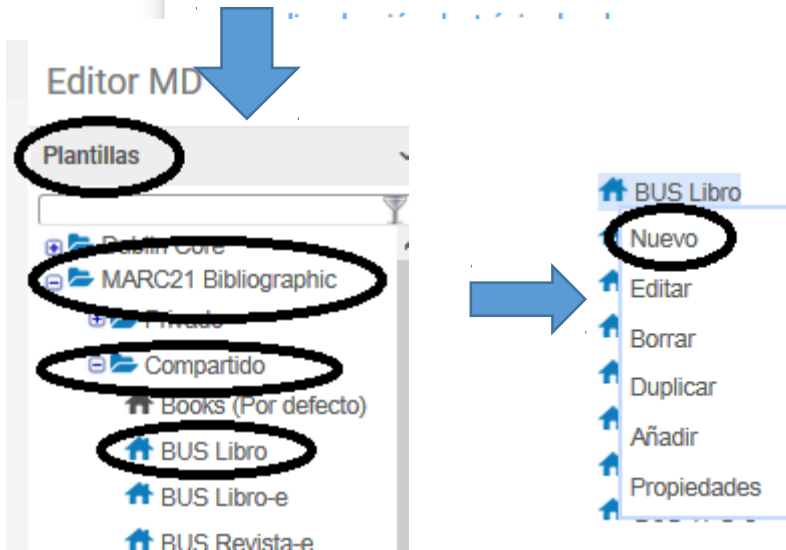 Editor MD
Plantillas
Dublin Core
MARC21 Bibliographic
Privado
Compartido
Books (Por defecto)
BUS Libro
BUS Libro-e
BUS Revista-e
BUS Libro
Nuevo
Editar
Borrar
Duplicar
Añadir
Propiedades